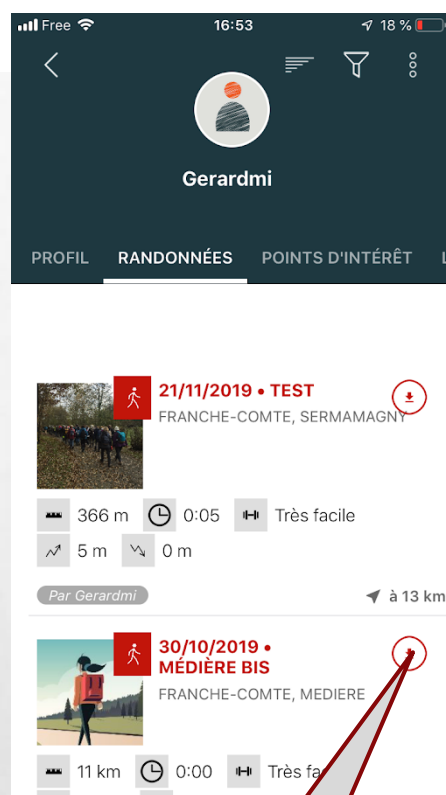 Free 16:53 18 %
Gerardmi
PROFIL RANDONNÉES POINTS D'INTÉRÊT
21/11/2019 • TEST
FRANCHE-COMTE, SERMAMAGNY
366 m 0:05 Très facile
5 m 0 m
Par Gerardmi à 13 km
30/10/2019 •
MÉDIÈRE BIS
FRANCHE-COMTE, MEDIERE
11 km 0:00 Très